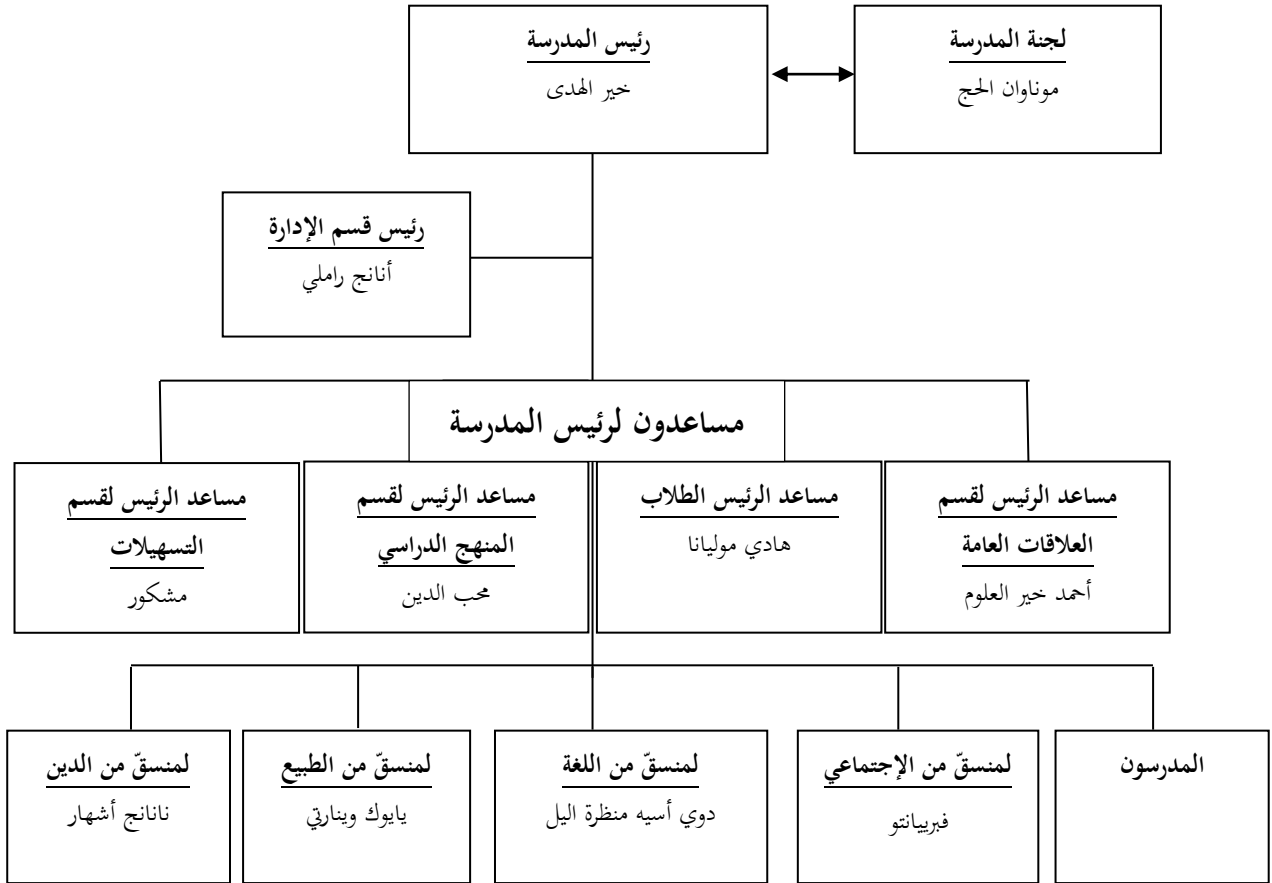 لجنة المدرسة
موناوان الحج
رئيس المدرسة
خير الهدى
رئيس قسم الإدارة
أنانج راملي
مساعدون لرئيس المدرسة
مساعد الرئيس لقسم
العلاقات العامة
أحمد خير العلوم
مساعد الرئيس الطلاب
هادي موليانا
مساعد الرئيس لقسم
المنهج الدراسي
محب الدين
مساعد الرئيس لقسم
التسهيلات
مشكور
المدرسون
لمنسقّ من الإجتماعي
فبرييانتو
لمنسقّ من اللغة
دوي أسيه منظرة اليل
لمنسقّ من الطبيع
يايوك وينارتي
لمنسقّ من الدين
نانانج أشهار